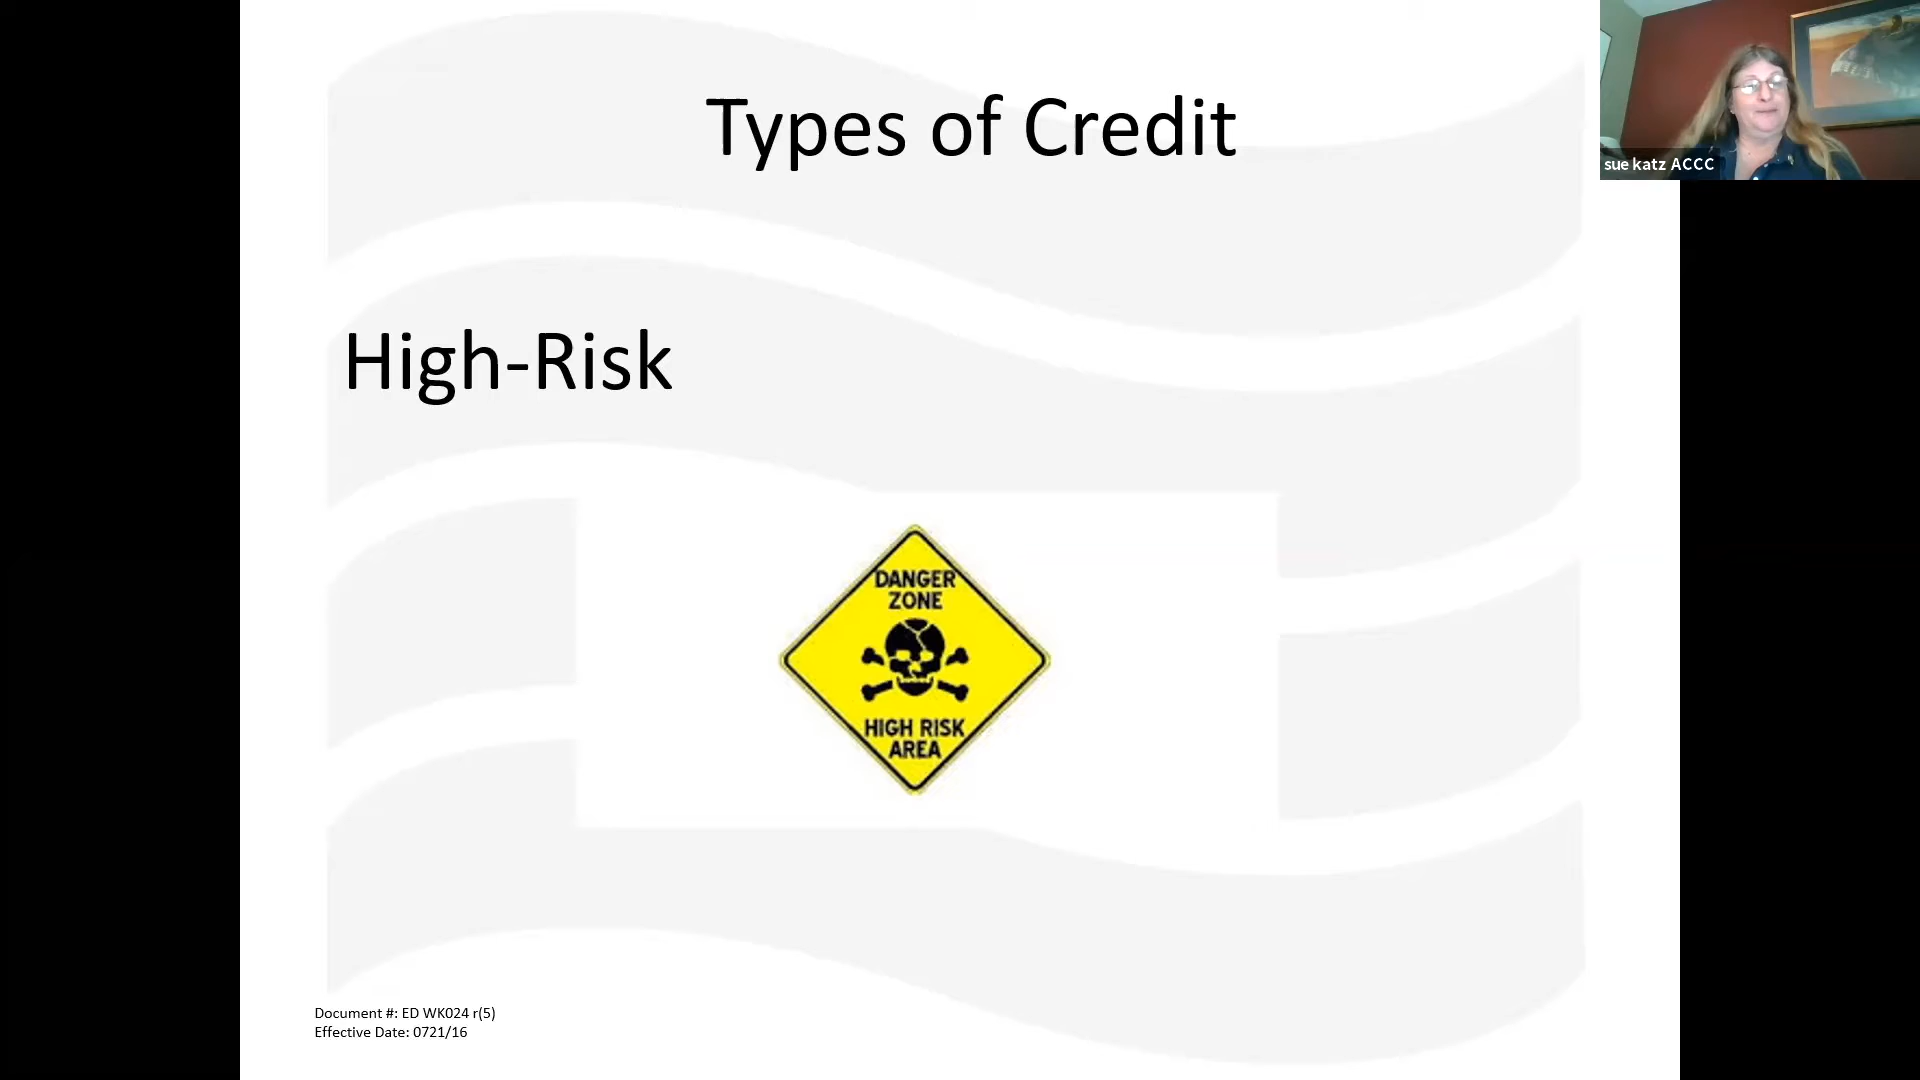 Types of Credit
sue katz ACCC
High-Risk
DANGER
ZONE
HIGH RISK
AREA
Document #: ED WK024 r(5)
Effective Date: 0721/16